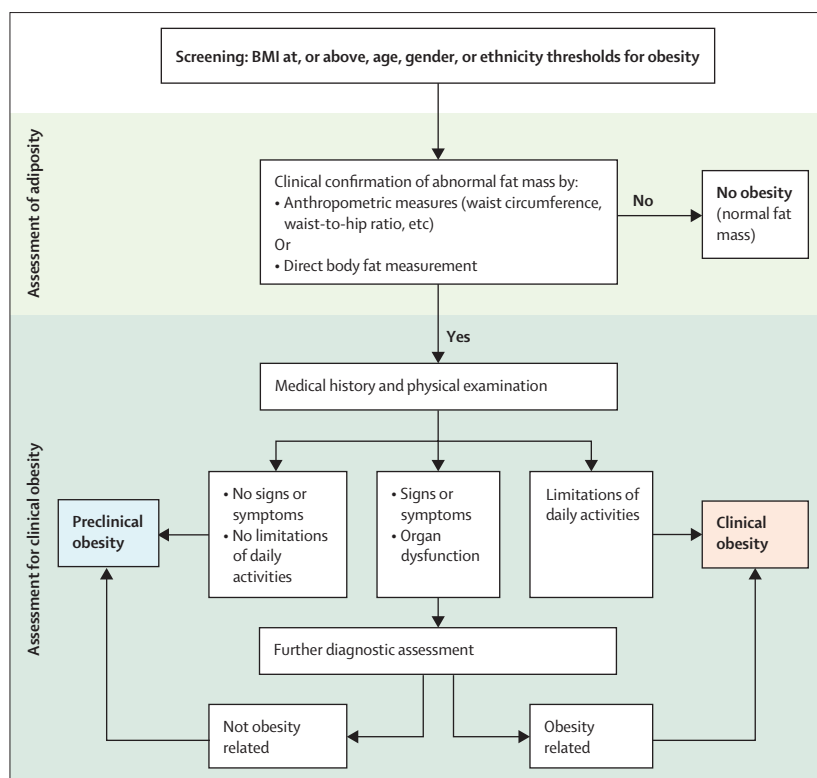 Screening: BMI at, or above, age, gender, or ethnicity thresholds for obesity
Assessment of adiposity
Clinical confirmation of abnormal fat mass by:
• Anthropometric measures (waist circumference,
waist-to-hip ratio, etc)
Or
• Direct body fat measurement
No
No obesity
(normal fat
mass)
Yes
Assessment for clinical obesity
Medical history and physical examination
Preclinical
obesity
• No signs or
symptoms
• No limitations
of daily
activities
• Signs or
symptoms
• Organ
dysfunction
Limitations of
daily activities
Clinical
obesity
Further diagnostic assessment
Not obesity
related
Obesity
related